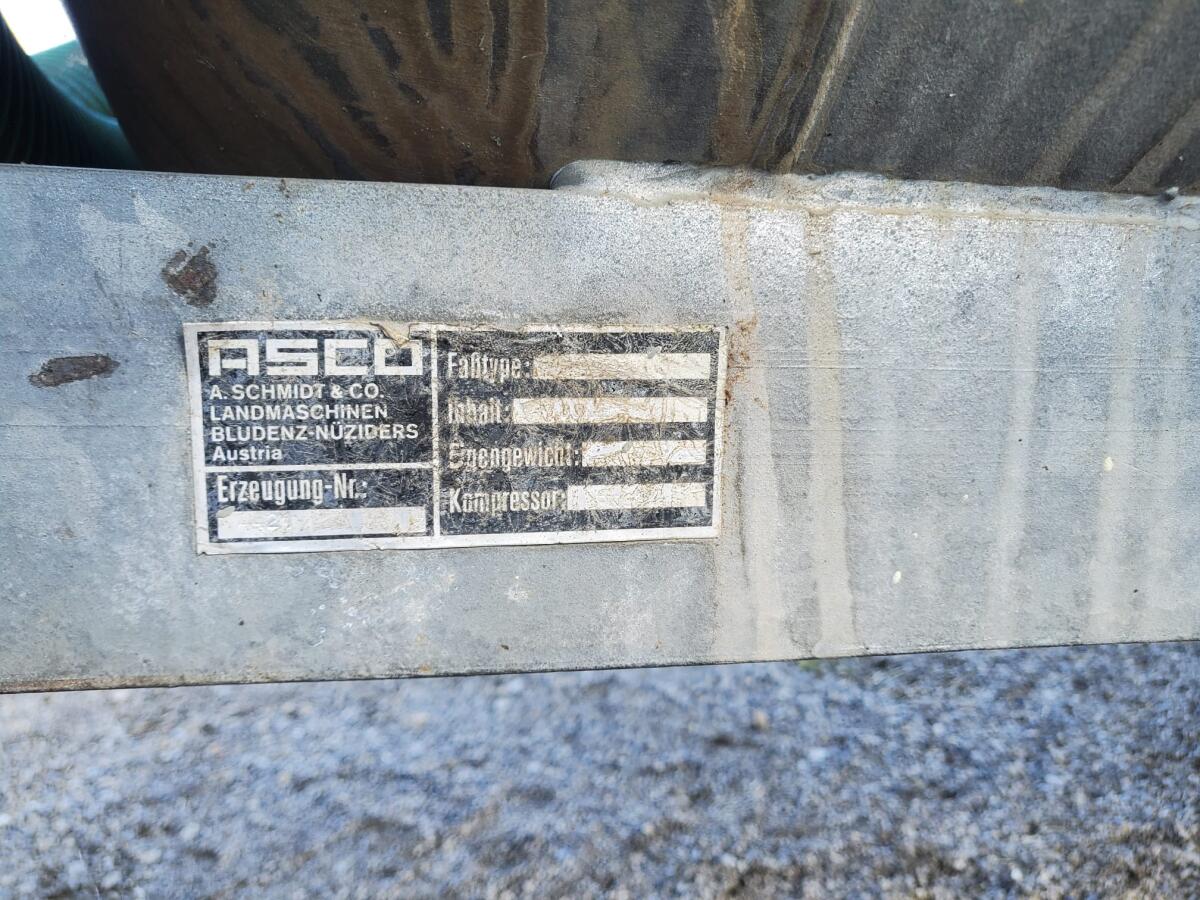 ASCO
A. SCHMIDT & CO.
LANDMASCHINEN
BLUDENZ-NÜZIDERS
Austria
Erzeugung-Nr.:
Faßtype:
Inhalt:
Eigengewicht:
Kompressor: